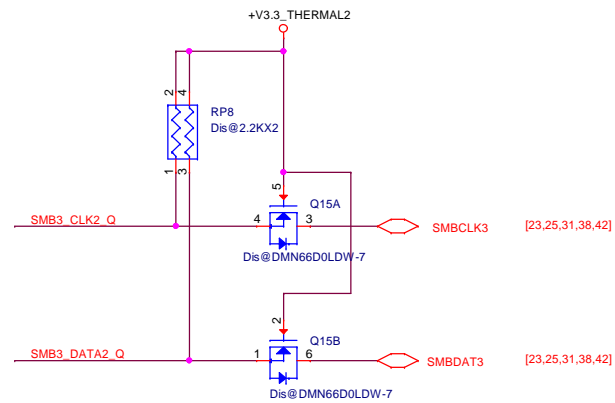 +V3.3_THERMAL2
2 4
RP8
Dis@2.2KX2
1 3
5
Q15A
SMB3_CLK2_Q
4
3
SMBCLK3
[23,25,31,38,42]
Dis@DMN66D0LDW-7
2
Q15B
SMB3_DATA2_Q
1
6
SMBDAT3
[23,25,31,38,42]
Dis@DMN66D0LDW-7